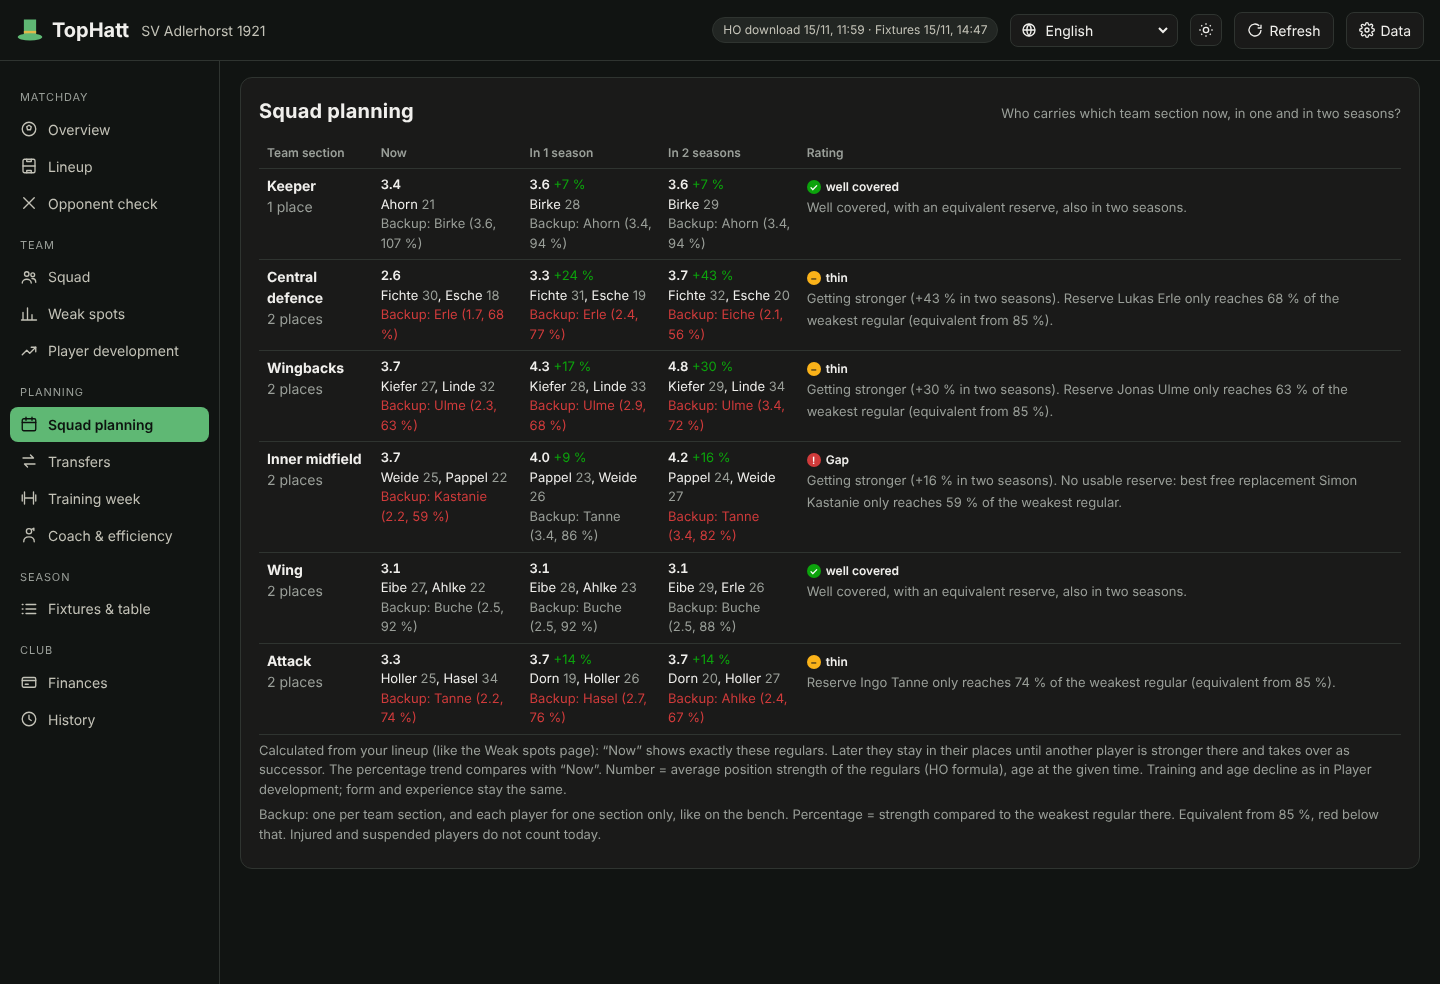 TopHatt SV Adlerhorst 1921
HO download 15/11, 11:59 · Fixtures 15/11, 14:47
English
Refresh
Data
MATCHDAY
Overview
Lineup
Opponent check
TEAM
Squad
Weak spots
Player development
PLANNING
Squad planning
Transfers
Training week
Coach & efficiency
SEASON
Fixtures & table
CLUB
Finances
History
Squad planning
Who carries which team section now, in one and in two seasons?
Team section Now In 1 season In 2 seasons Rating
Keeper
1 place
3.4
Ahorn 21
Backup: Birke (3.6,
107 %)
3.6 +7 %
Birke 28
Backup: Ahorn (3.4,
94 %)
3.6 +7 %
Birke 29
Backup: Ahorn (3.4,
94 %)
well covered
Well covered, with an equivalent reserve, also in two seasons.
Central
defence
2 places
2.6
Fichte 30, Esche 18
Backup: Erle (1.7, 68
%)
3.3 +24 %
Fichte 31, Esche 19
Backup: Erle (2.4,
77 %)
3.7 +43 %
Fichte 32, Esche 20
Backup: Eiche (2.1,
56 %)
thin
Getting stronger (+43 % in two seasons). Reserve Lukas Erle only reaches 68 % of the
weakest regular (equivalent from 85 %).
Wingbacks
2 places
3.7
Kiefer 27, Linde 32
Backup: Ulme (2.3,
63 %)
4.3 +17 %
Kiefer 28, Linde 33
Backup: Ulme (2.9,
68 %)
4.8 +30 %
Kiefer 29, Linde 34
Backup: Ulme (3.4,
72 %)
thin
Getting stronger (+30 % in two seasons). Reserve Jonas Ulme only reaches 63 % of the
weakest regular (equivalent from 85 %).
Inner midfield
2 places
3.7
Weide 25, Pappel 22
Backup: Kastanie
(2.2, 59 %)
4.0 +9 %
Pappel 23, Weide
26
Backup: Tanne
(3.4, 86 %)
4.2 +16 %
Pappel 24, Weide
27
Backup: Tanne
(3.4, 82 %)
Gap
Getting stronger (+16 % in two seasons). No usable reserve: best free replacement Simon
Kastanie only reaches 59 % of the weakest regular.
Wing
2 places
3.1
Eibe 27, Ahlke 22
Backup: Buche (2.5,
92 %)
3.1
Eibe 28, Ahlke 23
Backup: Buche
(2.5, 92 %)
3.1
Eibe 29, Erle 26
Backup: Buche
(2.5, 88 %)
well covered
Well covered, with an equivalent reserve, also in two seasons.
Attack
2 places
3.3
Holler 25, Hasel 34
Backup: Tanne (2.2,
74 %)
3.7 +14 %
Dorn 19, Holler 26
Backup: Hasel (2.7,
76 %)
3.7 +14 %
Dorn 20, Holler 27
Backup: Ahlke (2.4,
67 %)
thin
Reserve Ingo Tanne only reaches 74 % of the weakest regular (equivalent from 85 %).
Calculated from your lineup (like the Weak spots page): “Now” shows exactly these regulars. Later they stay in their places until another player is stronger there and takes over as
successor. The percentage trend compares with “Now”. Number = average position strength of the regulars (HO formula), age at the given time. Training and age decline as in Player
development; form and experience stay the same.
Backup: one per team section, and each player for one section only, like on the bench. Percentage = strength compared to the weakest regular there. Equivalent from 85 %, red below
that. Injured and suspended players do not count today.